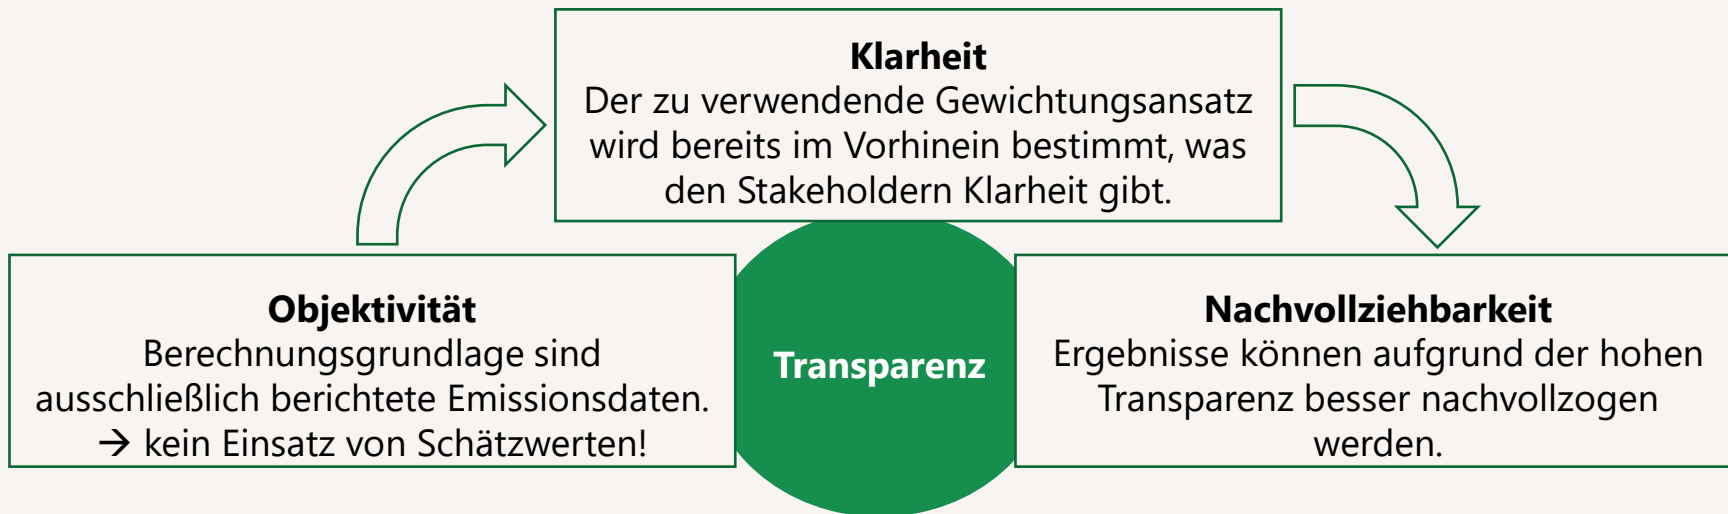 Klarheit
Der zu verwendende Gewichtungsansatz
wird bereits im Vorhinein bestimmt, was
den Stakeholdern Klarheit gibt.
Objektivität
Berechnungsgrundlage sind
ausschließlich berichtete Emissionsdaten.
→ kein Einsatz von Schätzwerten!
Transparenz
Nachvollziehbarkeit
Ergebnisse können aufgrund der hohen
Transparenz besser nachvollzogen
werden.